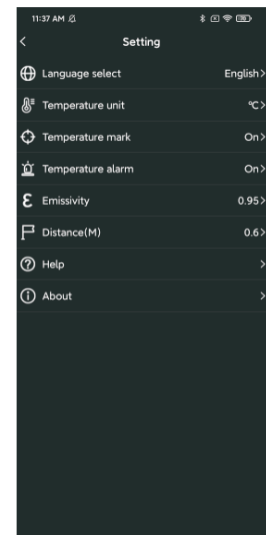 11:37 AM
Setting
Language select English>
Temperature unit °C>
Temperature mark On>
Temperature alarm On>
Emissivity 0.95>
Distance(M) 0.6>
Help >
About >